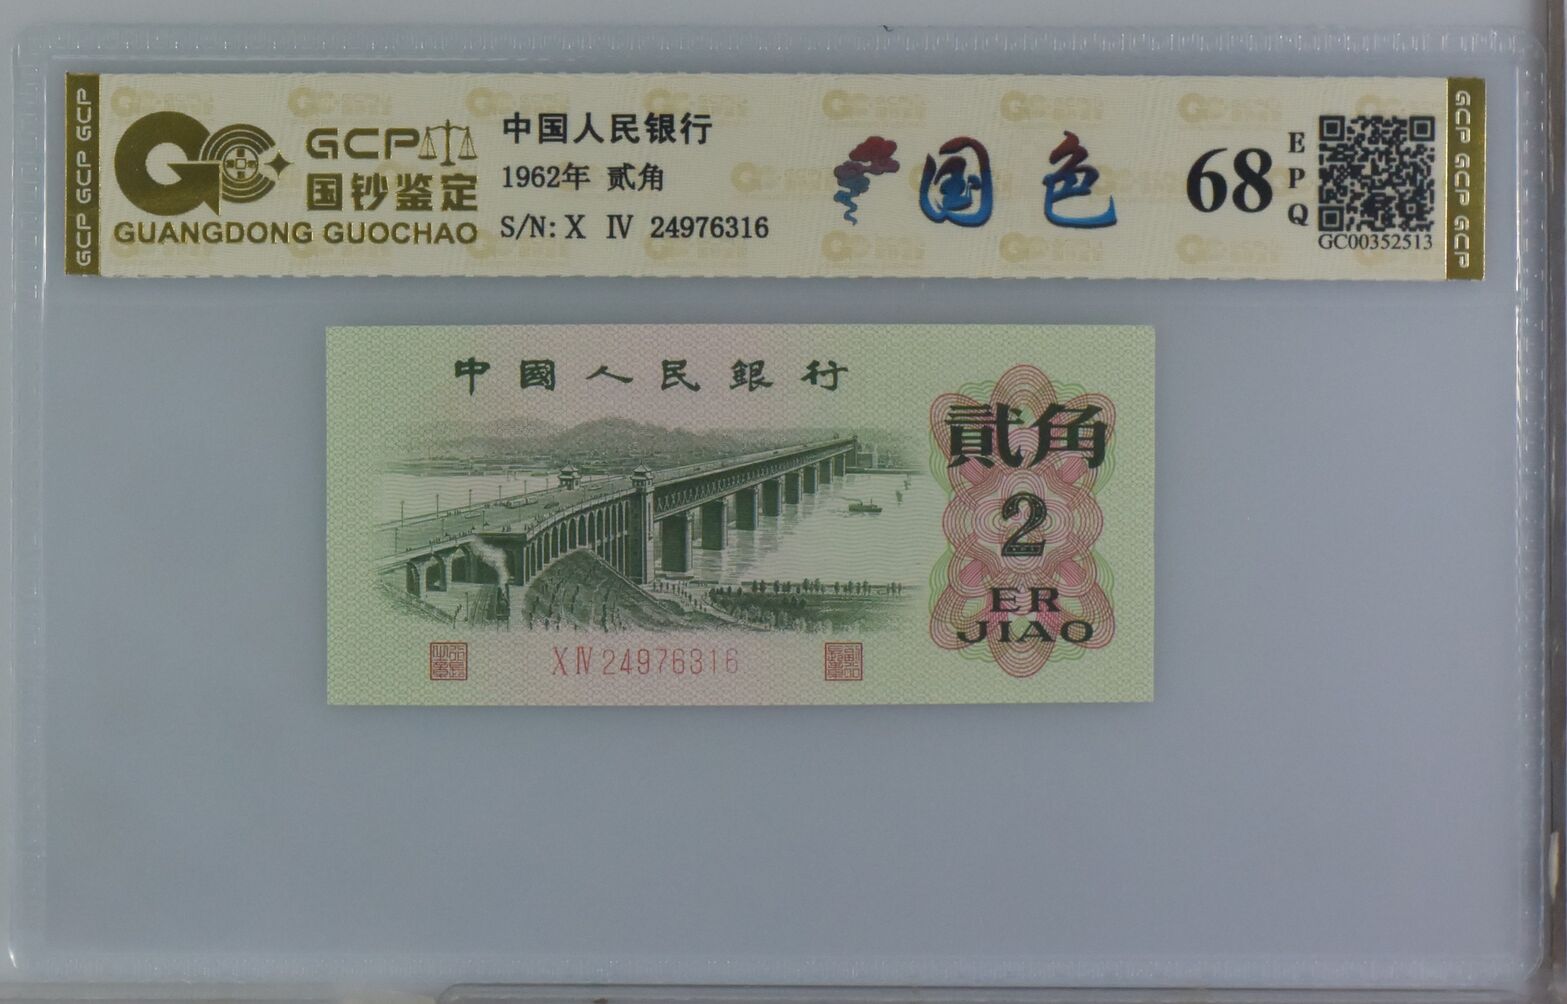 GCP GCP GCP
GCP
国钞鉴定
GUANGDONG GUOCHAO
中国人民银行
1962年 贰角
S/N: X Ⅳ 24976316
国色
68
EPQ
GC00352513
GCP GCP GCP
中國人民銀行
貳角
2
ER
JIAO
ⅩⅣ 24976316